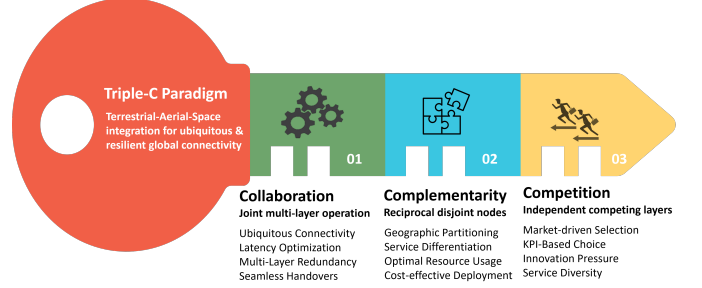 Triple-C Paradigm
Terrestrial-Aerial-Space
integration for ubiquitous &
resilient global connectivity
01
02
03
Collaboration
Joint multi-layer operation
Ubiquitous Connectivity
Latency Optimization
Multi-Layer Redundancy
Seamless Handovers
Complementarity
Reciprocal disjoint nodes
Geographic Partitioning
Service Differentiation
Optimal Resource Usage
Cost-effective Deployment
Competition
Independent competing layers
Market-driven Selection
KPI-Based Choice
Innovation Pressure
Service Diversity